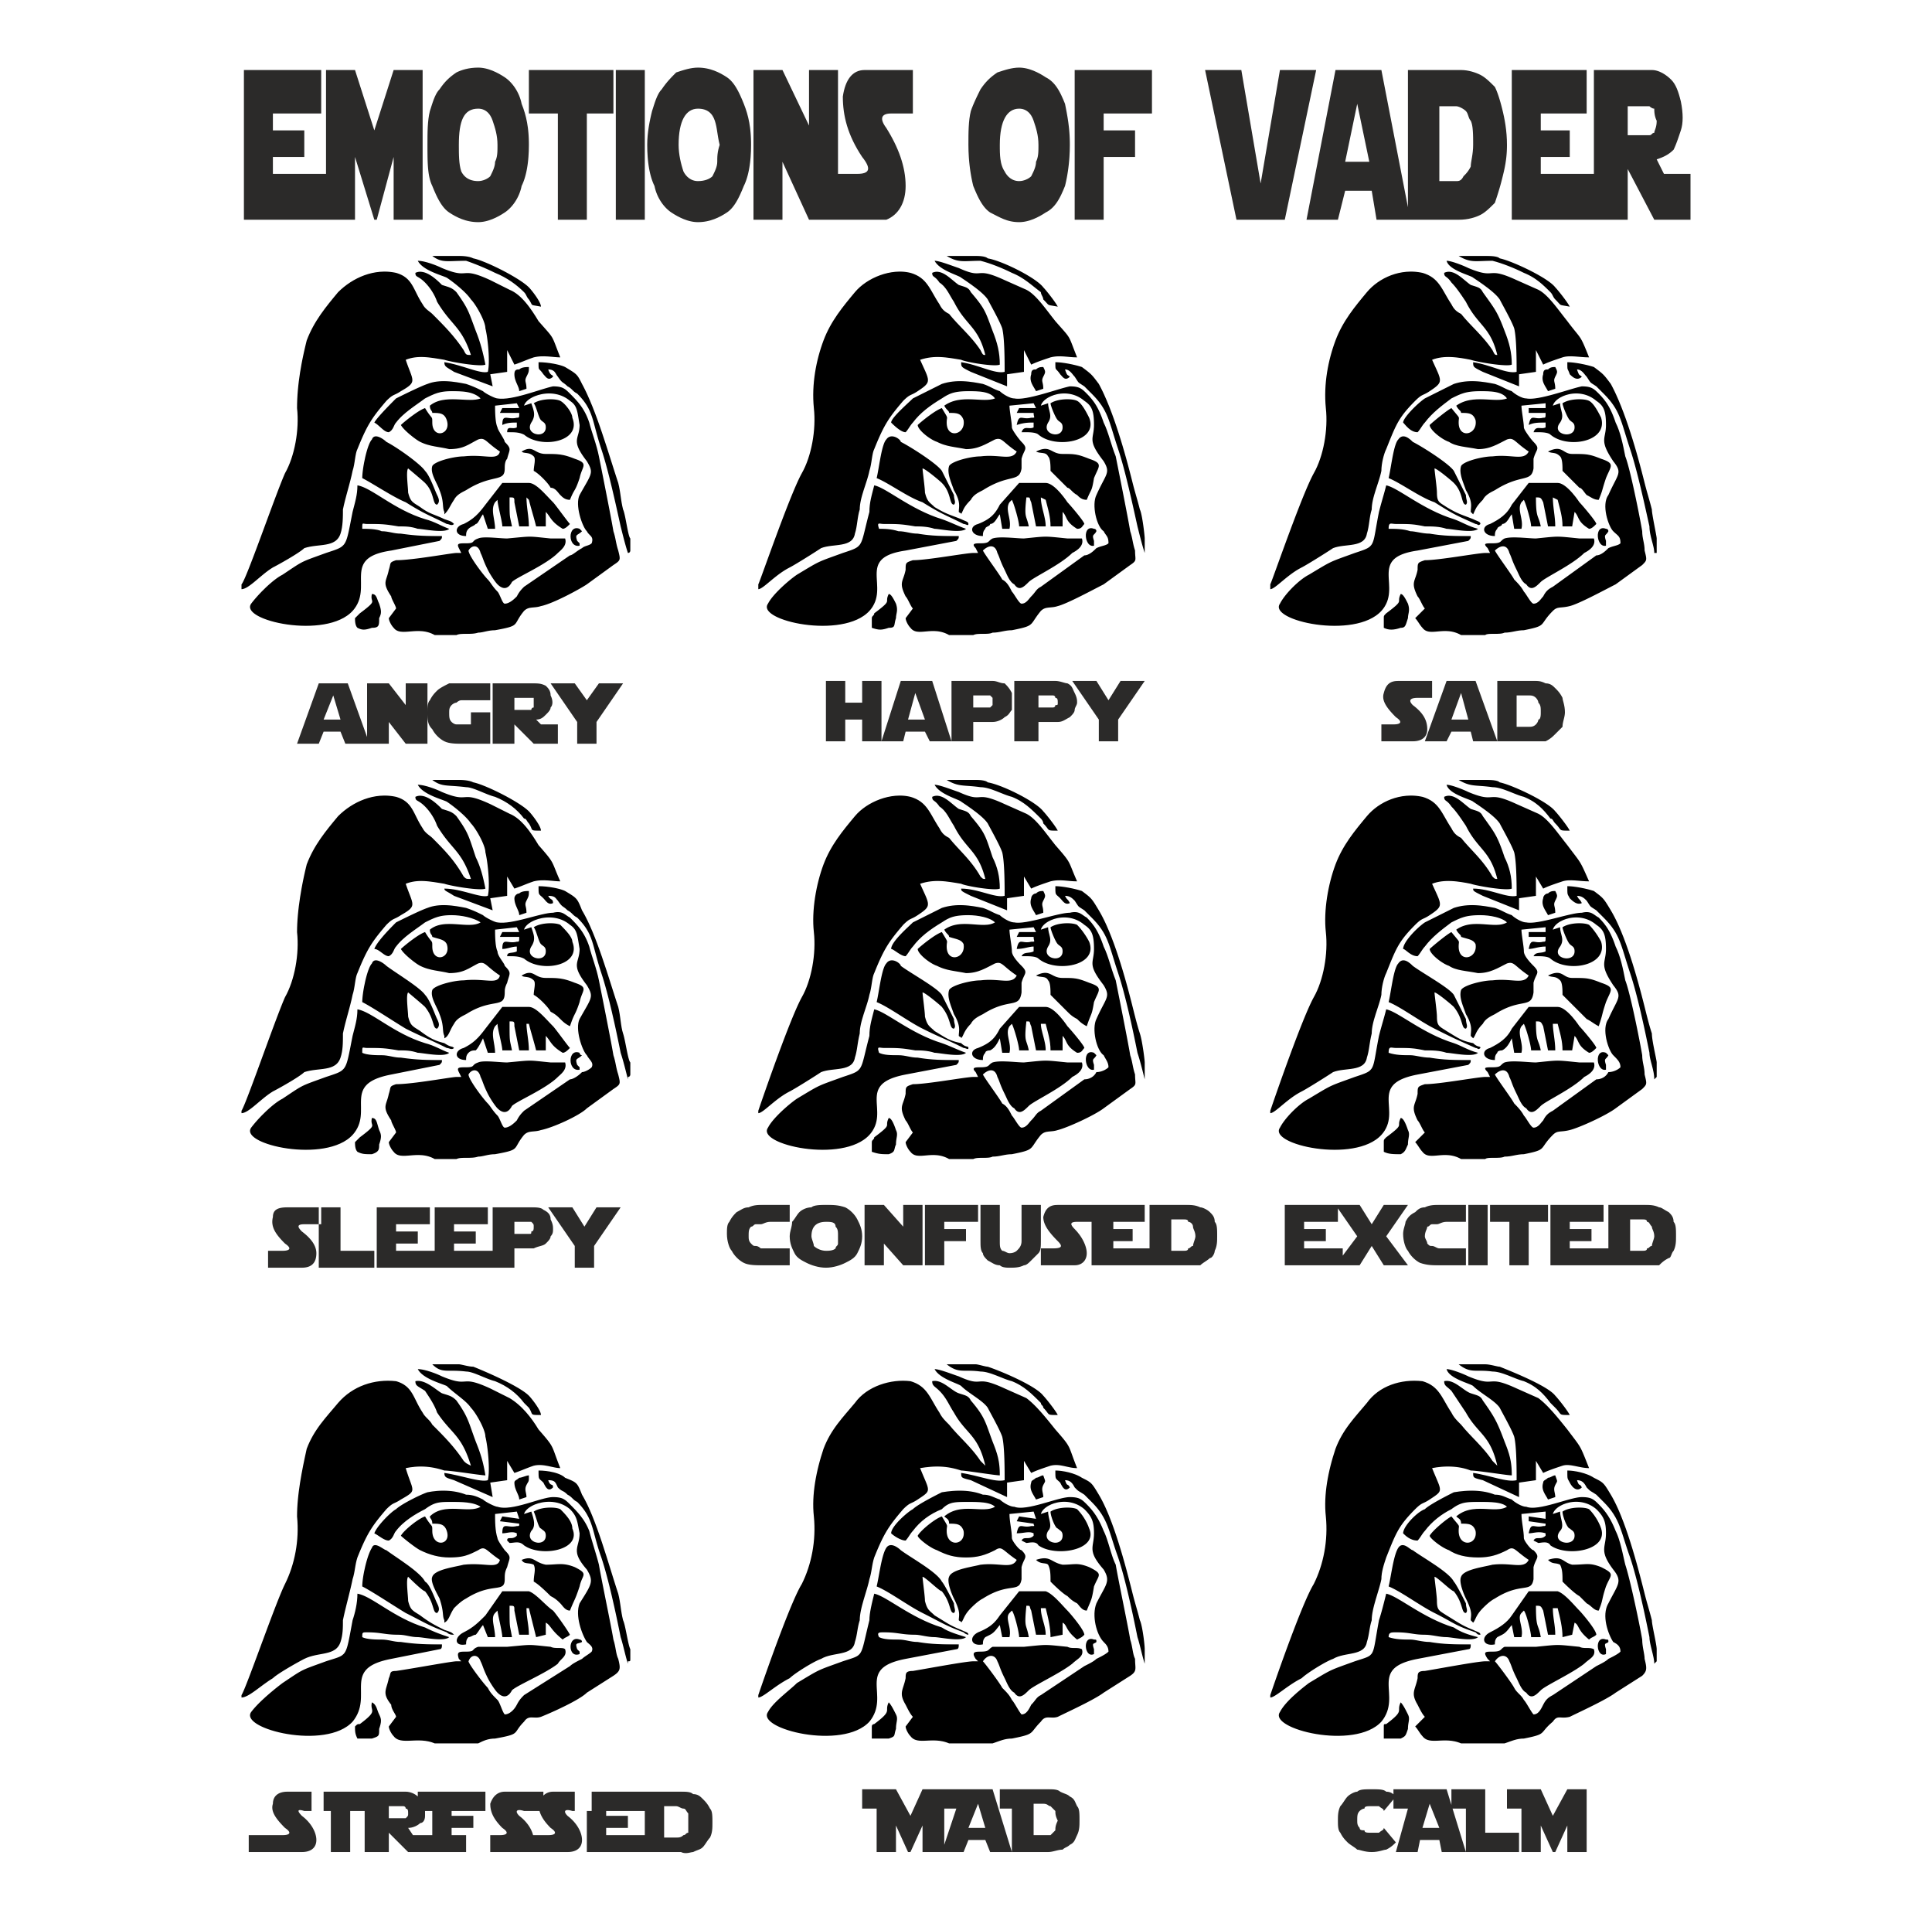 EMOTIONS OF VADER
ANGRY HAPPY SAD
SLEEPY CONFUSED EXCITED
STRESSED MAD CALM